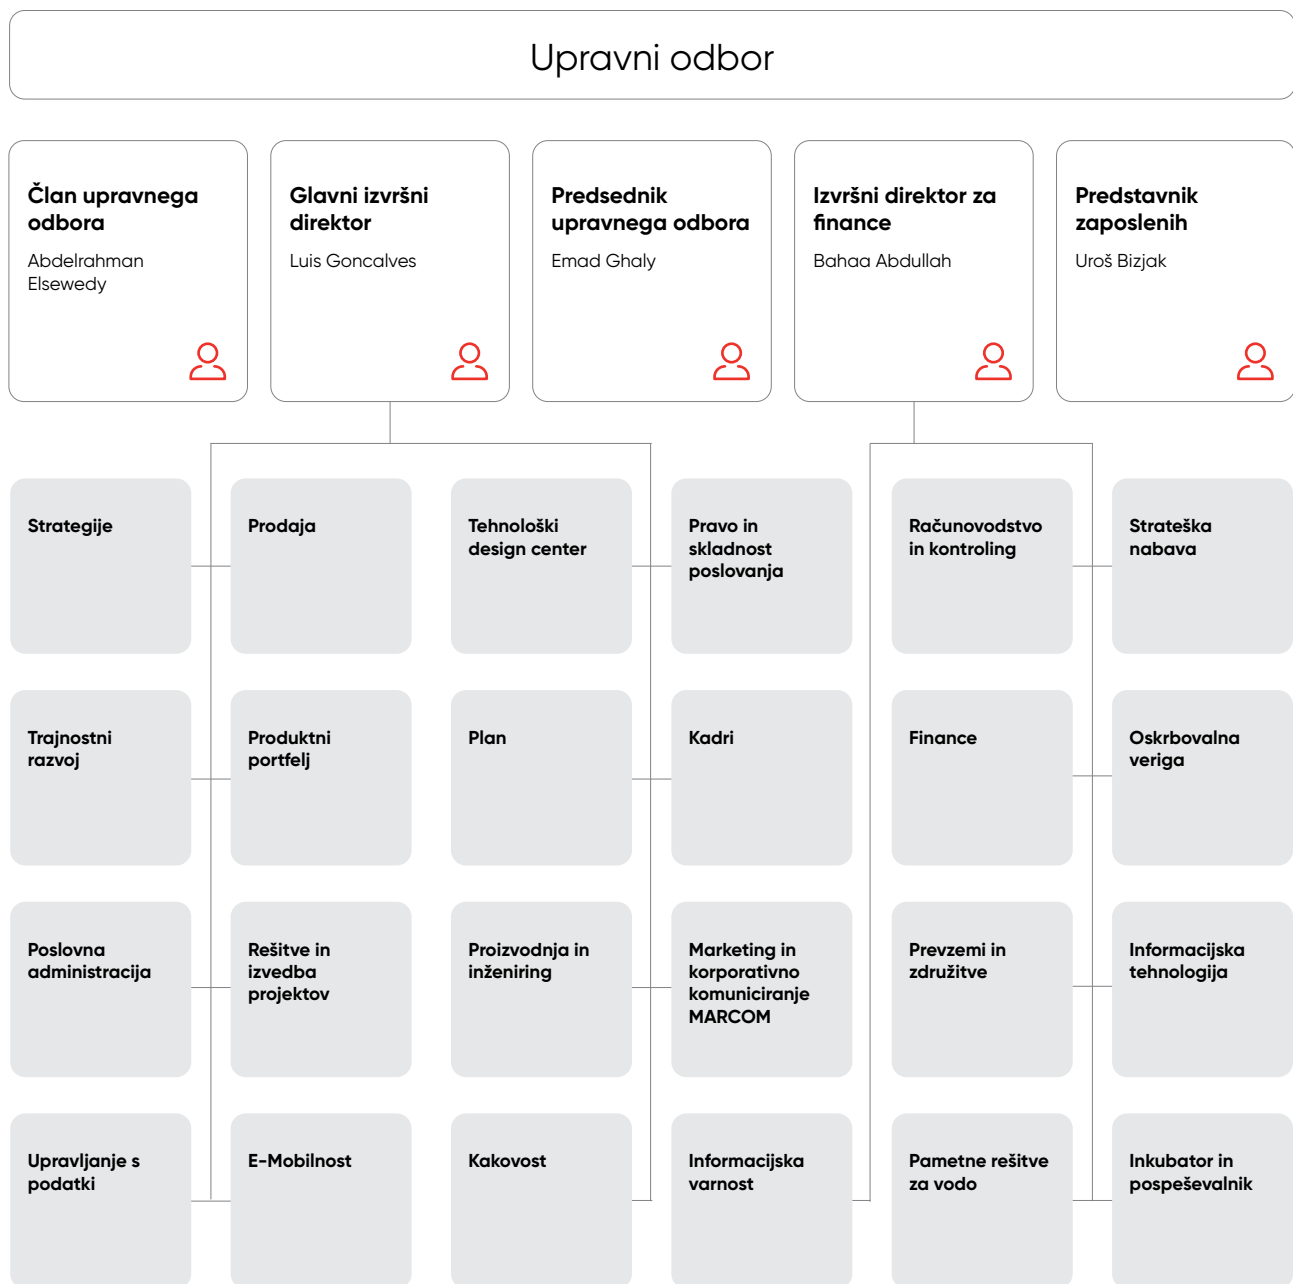 Upravni odbor
Član upravnega
odbora
Abdelrahman
Elsewedy
Glavni izvršni
direktor
Luis Goncalves
Predsednik
upravnega odbora
Emad Ghaly
Izvršni direktor za
finance
Bahaa Abdullah
Predstavnik
zaposlenih
Uroš Bizjak
Strategije
Prodaja
Tehnološki
design center
Pravo in
skladnost
poslovanja
Računovodstvo
in kontroling
Strateška
nabava
Trajnostni
razvoj
Produktni
portfelj
Plan
Kadri
Finance
Oskrbovalna
veriga
Poslovna
administracija
Rešitve in
izvedba
projektov
Proizvodnja in
inženiring
Marketing in
korporativno
komuniciranje
MARCOM
Prevzemi in
združitve
Informacijska
tehnologija
Upravljanje s
podatki
E-Mobilnost
Kakovost
Informacijska
varnost
Pametne rešitve
za vodo
Inkubator in
pospeševalnik